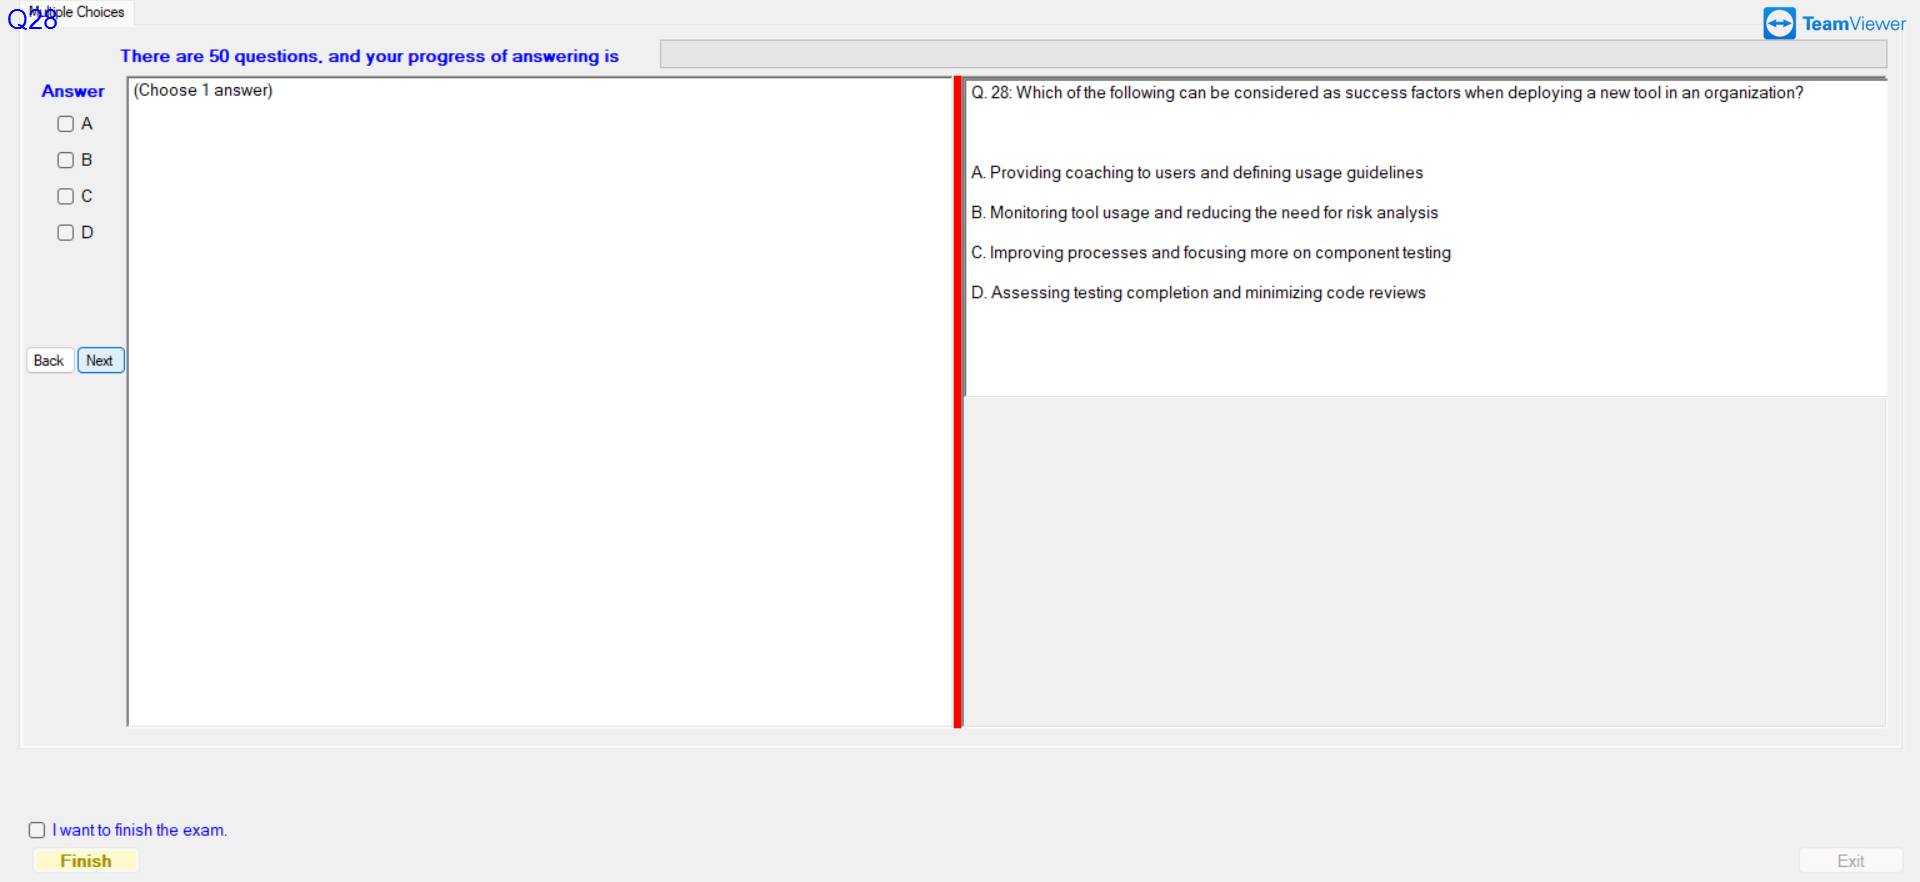 Multiple Choices
Q28
TeamViewer
There are 50 questions, and your progress of answering is
Answer
(Choose 1 answer)
A
B
C
D
Back
Next
Q. 28: Which of the following can be considered as success factors when deploying a new tool in an organization?
A. Providing coaching to users and defining usage guidelines
B. Monitoring tool usage and reducing the need for risk analysis
C. Improving processes and focusing more on component testing
D. Assessing testing completion and minimizing code reviews
I want to finish the exam.
Finish
Exit